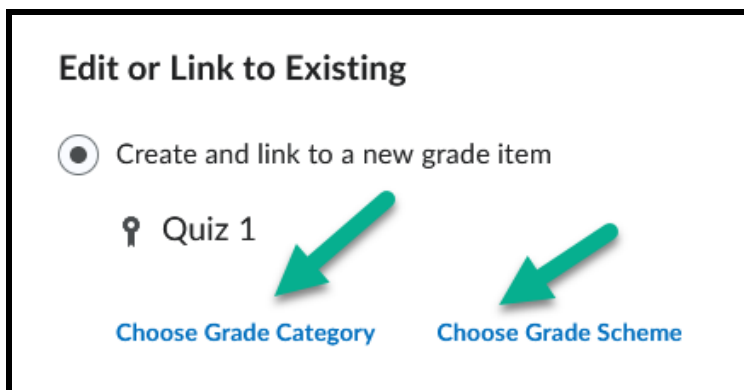 Edit or Link to Existing
Create and link to a new grade item
Quiz 1
Choose Grade Category Choose Grade Scheme